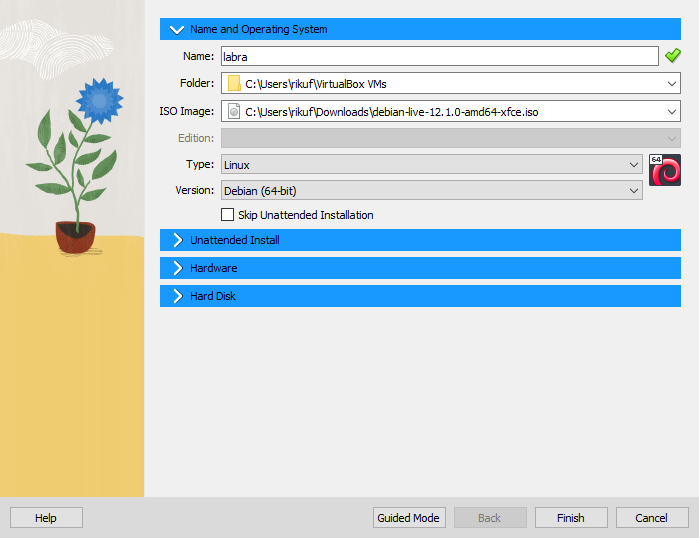 Name and Operating System
Name: labra
Folder: C:\Users\rikuf\VirtualBox VMs
ISO Image: C:\Users\rikuf\Downloads\debian-live-12.1.0-amd64-xfce.iso
Edition:
Type: Linux
64
Version: Debian (64-bit)
Skip Unattended Installation
Unattended Install
Hardware
Hard Disk
Help Guided Mode Back Finish Cancel